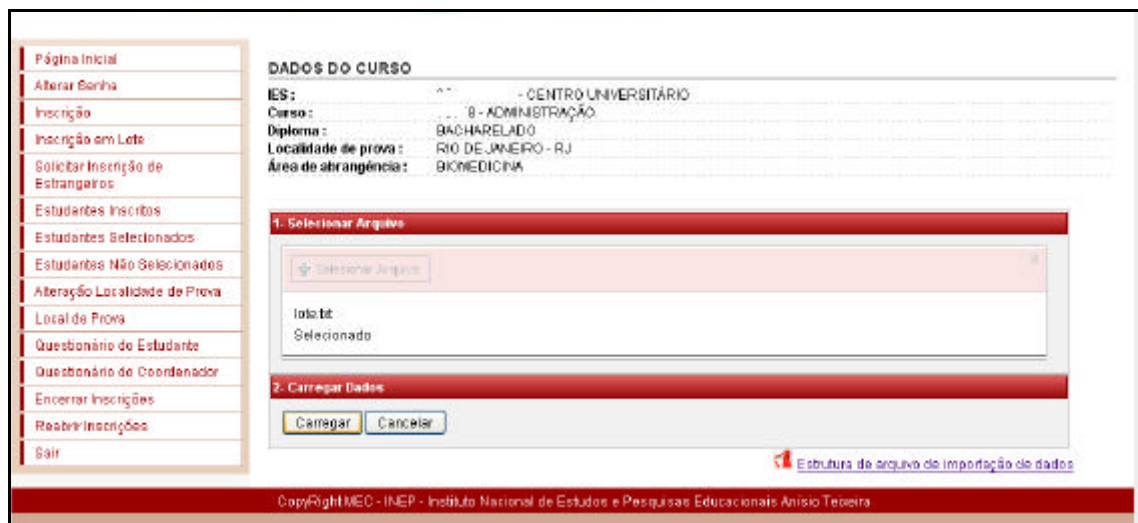 Página Inicial
Alterar Senha
Inscrição
Inscrição em Lote
Solicitar Inscrição de
Estrangeiros
Estudantes Inscritos
Estudantes Selecionados
Estudantes Não Selecionados
Alteração Localidade de Prova
Local de Prova
Questionário do Estudante
Questionário do Coordenador
Encerrar Inscrições
Reabrir Inscrições
Sair
DADOS DO CURSO
IES : - CENTRO UNIVERSITÁRIO
Curso : 8 - ADMINISTRAÇÃO
Diploma : BACHARELADO
Localidade de prova : RIO DE JANEIRO - RJ
Área de abrangência : BIOMEDICINA
1- Selecionar Arquivo
Selecionar Arquivo
lote.txt
Selecionado
2- Carregar Dados
Carregar Cancelar
Estrutura de arquivo de importação de dados
CopyRight MEC - INEP - Instituto Nacional de Estudos e Pesquisas Educacionais Anísio Teixeira